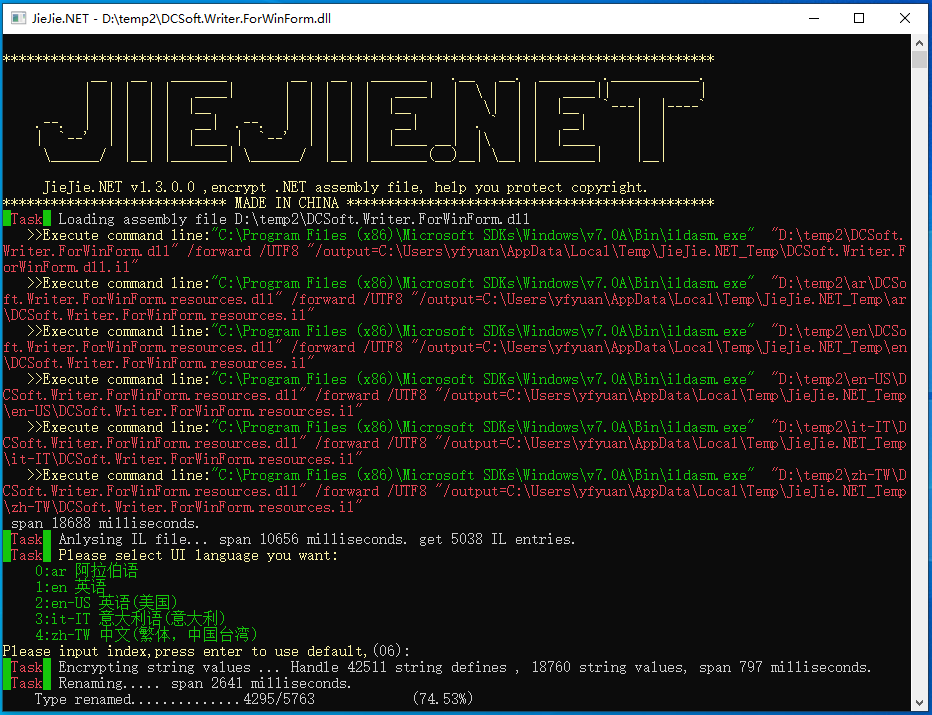 JieJie.NET - D:\temp2\DCSoft.Writer.ForWinForm.dll
*****************************************************************************************
JIEJIE.NET
JieJie.NET v1.3.0.0 ,encrypt .NET assembly file, help you protect copyright.
**************************** MADE IN CHINA **********************************************
Task Loading assembly file D:\temp2\DCSoft.Writer.ForWinForm.dll
>>Execute command line:"C:\Program Files (x86)\Microsoft SDKs\Windows\v7.0A\Bin\ildasm.exe"  "D:\temp2\DCSoft.
Writer.ForWinForm.dll" /forward /UTF8 "/output=C:\Users\yfyuan\AppData\Local\Temp\JieJie.NET_Temp\DCSoft.Writer.F
orWinForm.dll.il"
>>Execute command line:"C:\Program Files (x86)\Microsoft SDKs\Windows\v7.0A\Bin\ildasm.exe"  "D:\temp2\ar\DCSo
ft.Writer.ForWinForm.resources.dll" /forward /UTF8 "/output=C:\Users\yfyuan\AppData\Local\Temp\JieJie.NET_Temp\ar
\DCSoft.Writer.ForWinForm.resources.il"
>>Execute command line:"C:\Program Files (x86)\Microsoft SDKs\Windows\v7.0A\Bin\ildasm.exe"  "D:\temp2\en\DCSo
ft.Writer.ForWinForm.resources.dll" /forward /UTF8 "/output=C:\Users\yfyuan\AppData\Local\Temp\JieJie.NET_Temp\en
\DCSoft.Writer.ForWinForm.resources.il"
>>Execute command line:"C:\Program Files (x86)\Microsoft SDKs\Windows\v7.0A\Bin\ildasm.exe"  "D:\temp2\en-US\D
CSoft.Writer.ForWinForm.resources.dll" /forward /UTF8 "/output=C:\Users\yfyuan\AppData\Local\Temp\JieJie.NET_Temp
\en-US\DCSoft.Writer.ForWinForm.resources.il"
>>Execute command line:"C:\Program Files (x86)\Microsoft SDKs\Windows\v7.0A\Bin\ildasm.exe"  "D:\temp2\it-IT\D
CSoft.Writer.ForWinForm.resources.dll" /forward /UTF8 "/output=C:\Users\yfyuan\AppData\Local\Temp\JieJie.NET_Temp
\it-IT\DCSoft.Writer.ForWinForm.resources.il"
>>Execute command line:"C:\Program Files (x86)\Microsoft SDKs\Windows\v7.0A\Bin\ildasm.exe"  "D:\temp2\zh-TW\D
CSoft.Writer.ForWinForm.resources.dll" /forward /UTF8 "/output=C:\Users\yfyuan\AppData\Local\Temp\JieJie.NET_Temp
\zh-TW\DCSoft.Writer.ForWinForm.resources.il"
span 18688 milliseconds.
Task Anlysing IL file... span 10656 milliseconds. get 5038 IL entries.
Task Please select UI language you want:
0:ar 阿拉伯语
1:en 英语
2:en-US 英语(美国)
3:it-IT 意大利语(意大利)
4:zh-TW 中文(繁体，中国台湾)
Please input index,press enter to use default,(06):
Task Encrypting string values ... Handle 42511 string defines , 18760 string values, span 797 milliseconds.
Task Renaming..... span 2641 milliseconds.
Type renamed..............4295/5763 (74.53%)